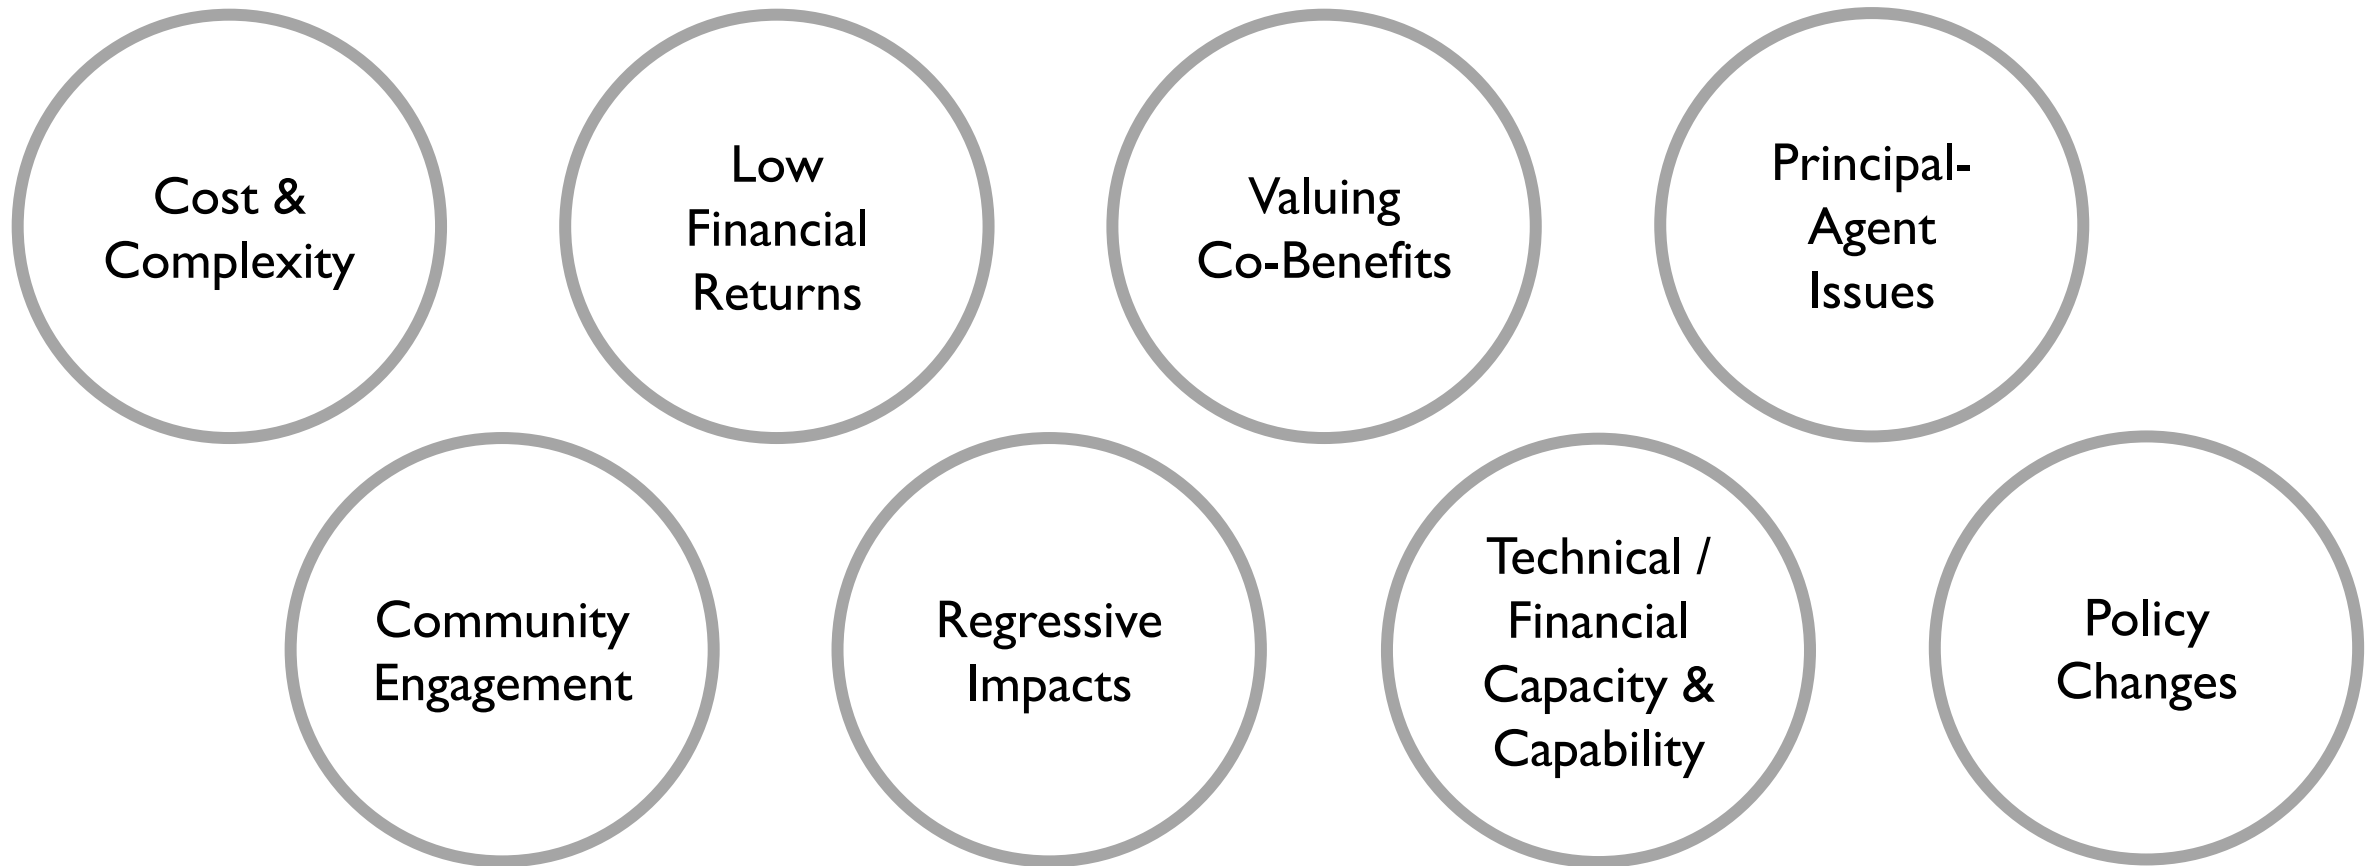 Cost &
Complexity
Low
Financial
Returns
Valuing
Co-Benefits
Principal-
Agent
Issues
Community
Engagement
Regressive
Impacts
Technical /
Financial
Capacity &
Capability
Policy
Changes